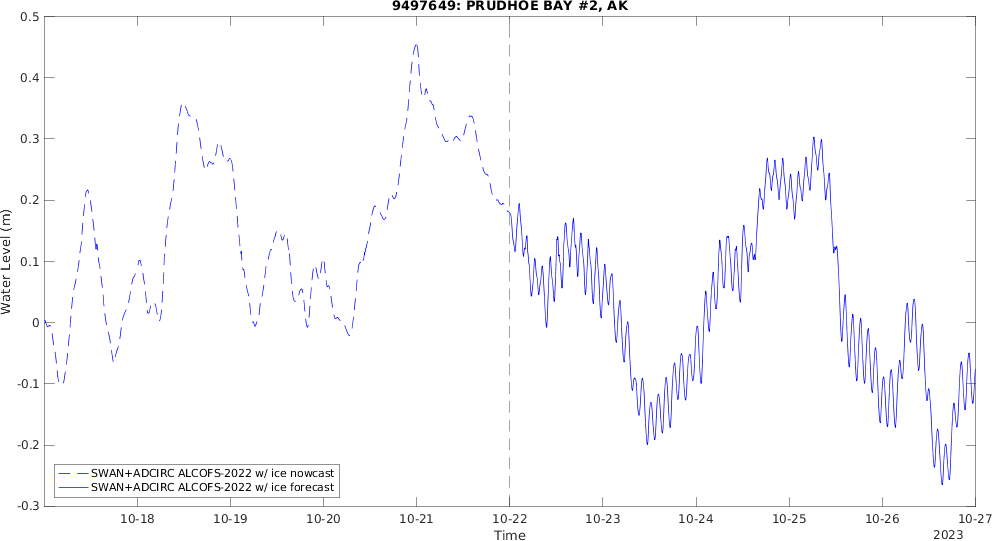 9497649: PRUDHOE BAY #2, AK
0.5
0.4
0.3
0.2
0.1
0
-0.1
-0.2
-0.3
Water Level (m)
SWAN+ADCIRC ALCOFS-2022 w/ ice nowcast
SWAN+ADCIRC ALCOFS-2022 w/ ice forecast
10-18 10-19 10-20 10-21 10-22 10-23 10-24 10-25 10-26 10-27
Time
2023